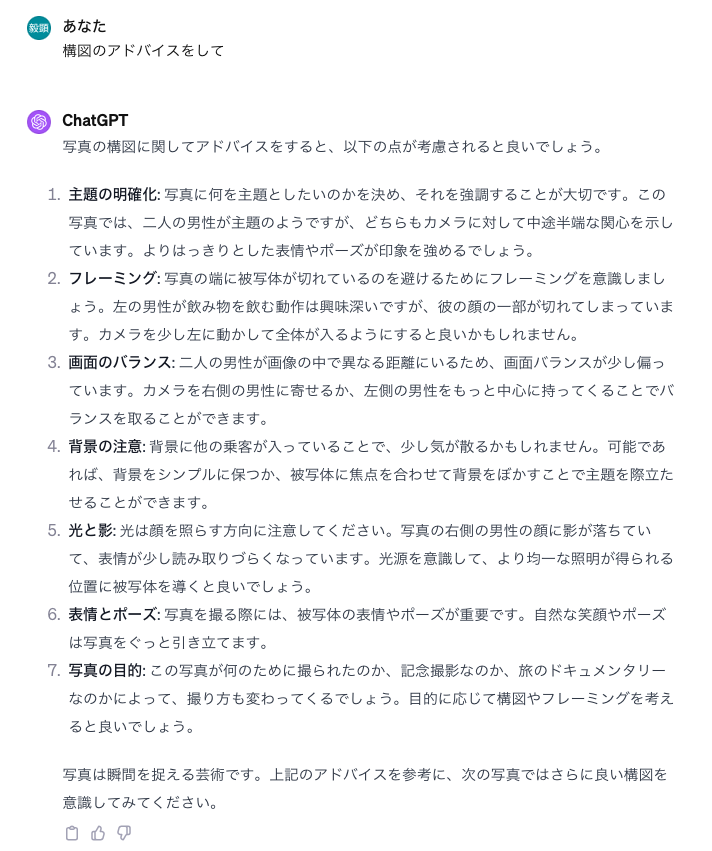 毅顕 あなた
構図のアドバイスをして
ChatGPT
写真の構図に関してアドバイスをすると、以下の点が考慮されると良いでしょう。
1. 主題の明確化: 写真に何を主題としたいのかを決め、それを強調することが大切です。この
写真では、二人の男性が主題のようですが、どちらもカメラに対して中途半端な関心を示し
ています。よりはっきりとした表情やポーズが印象を強めるでしょう。
2. フレーミング: 写真の端に被写体が切れているのを避けるためにフレーミングを意識しまし
ょう。左の男性が飲み物を飲む動作は興味深いですが、彼の顔の一部が切れてしまっていま
す。カメラを少し左に動かして全体が入るようにすると良いかもしれません。
3. 画面のバランス: 二人の男性が画像の中で異なる距離にいるため、画面バランスが少し偏っ
ています。カメラを右側の男性に寄せるか、左側の男性をもっと中心に持ってくることでバ
ランスを取ることができます。
4. 背景の注意: 背景に他の乗客が入っていることで、少し気が散るかもしれません。可能であ
れば、背景をシンプルに保つか、被写体に焦点を合わせて背景をぼかすことで主題を際立た
せることができます。
5. 光と影: 光は顔を照らす方向に注意してください。写真の右側の男性の顔に影が落ちてい
て、表情が少し読み取りづらくなっています。光源を意識して、より均一な照明が得られる
位置に被写体を導くと良いでしょう。
6. 表情とポーズ: 写真を撮る際には、被写体の表情やポーズが重要です。自然な笑顔やポーズ
は写真をぐっと引き立てます。
7. 写真の目的: この写真が何のために撮られたのか、記念撮影なのか、旅のドキュメンタリー
なのかによって、撮り方も変わってくるでしょう。目的に応じて構図やフレーミングを考え
ると良いでしょう。
写真は瞬間を捉える芸術です。上記のアドバイスを参考に、次の写真ではさらに良い構図を
意識してみてください。